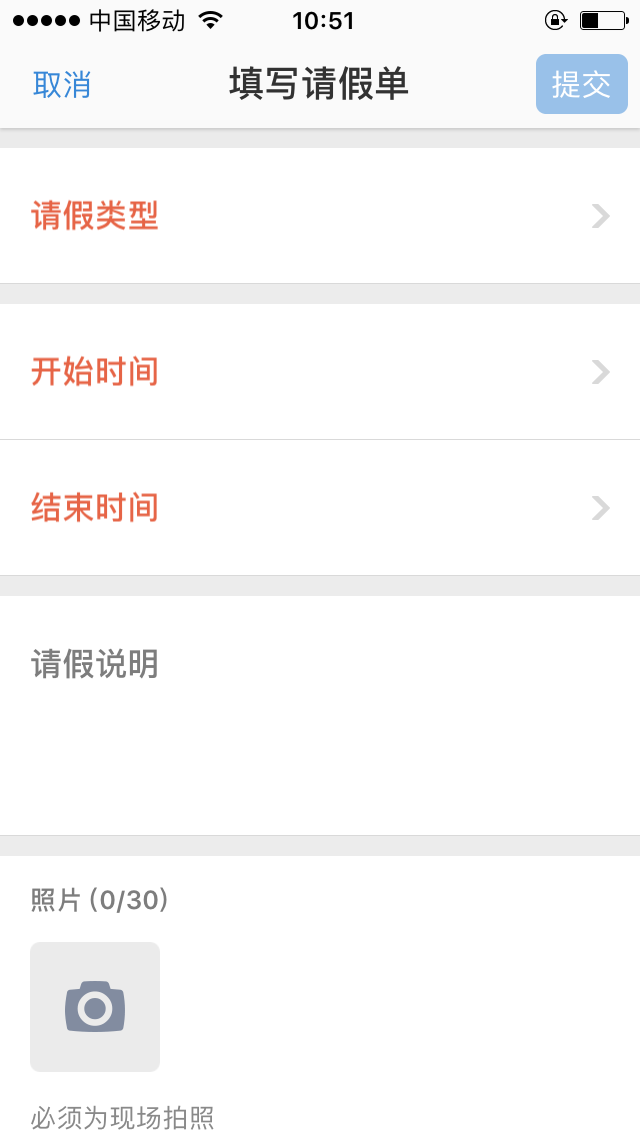 中国移动 10:51
取消 填写请假单 提交
请假类型
开始时间
结束时间
请假说明
照片 (0/30)
必须为现场拍照